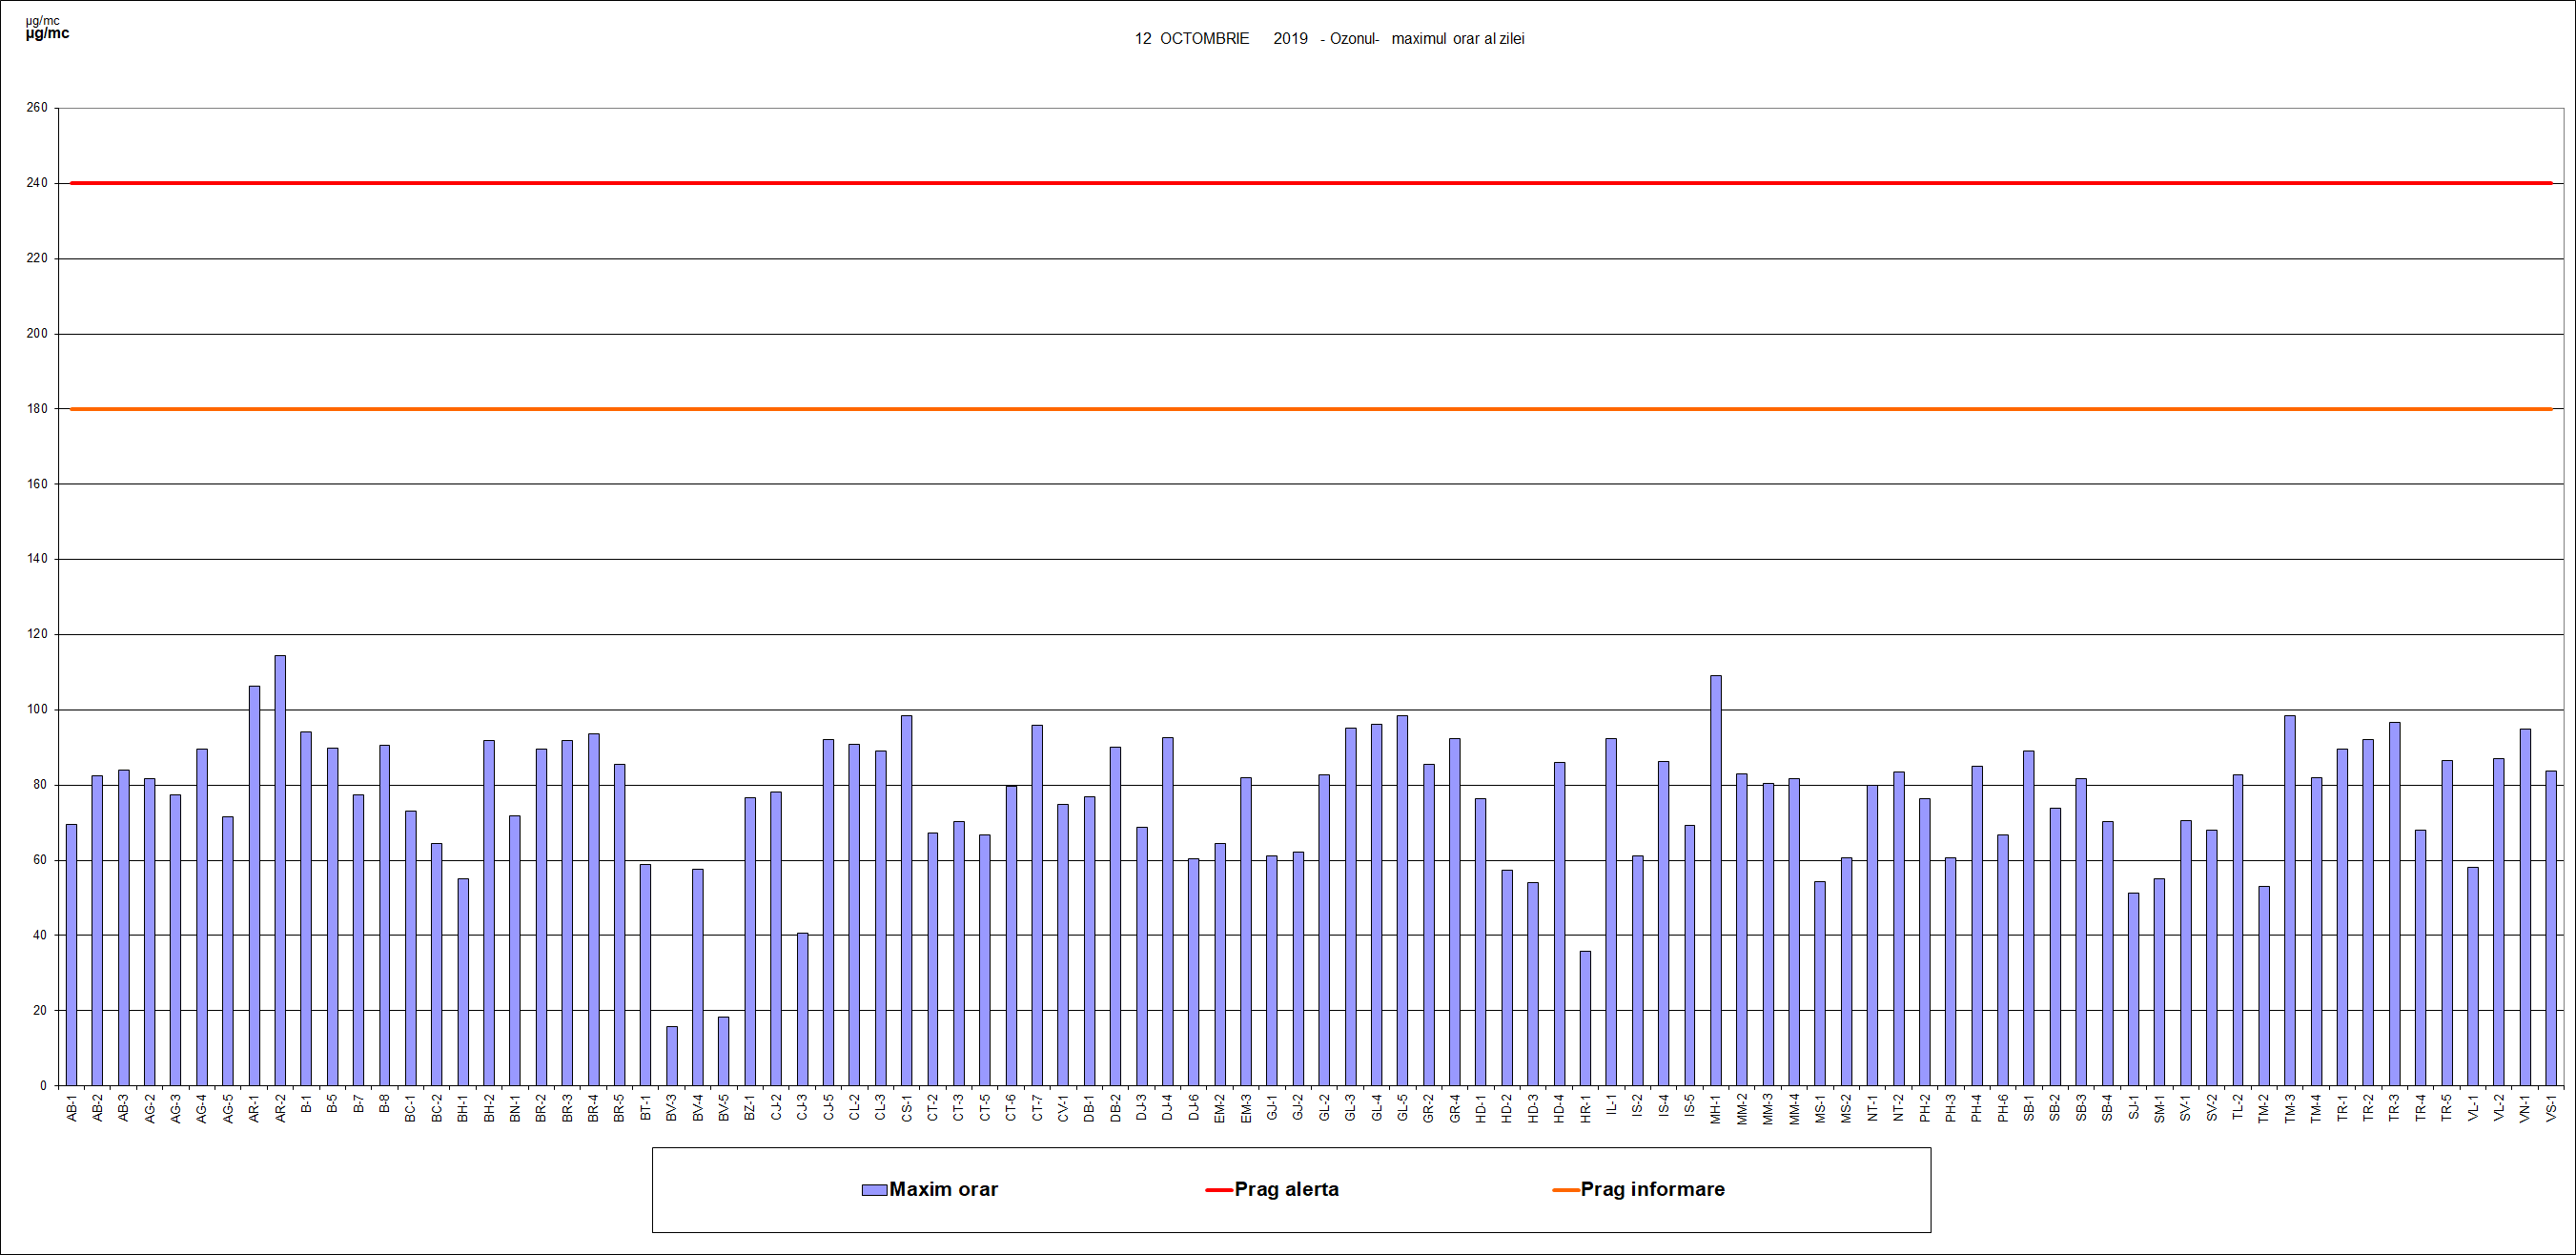 µg/mc
µg/mc
12 OCTOMBRIE 2019 - Ozonul- maximul orar al zilei
260
240
220
200
180
160
140
120
100
80
60
40
20
0
AB-1 AB-2 AB-3 AG-2 AG-3 AG-4 AG-5 AR-1 AR-2 B-1 B-5 B-7 B-8 BC-1 BC-2 BH-1 BH-2 BN-1 BR-2 BR-3 BR-4 BR-5 BT-1 BV-3 BV-4 BV-5 BZ-1 CJ-2 CJ-3 CJ-5 CL-2 CL-3 CS-1 CT-2 CT-3 CT-5 CT-6 CT-7 CV-1 DB-1 DB-2 DJ-3 DJ-4 DJ-6 EM-2 EM-3 GJ-1 GJ-2 GL-2 GL-3 GL-4 GL-5 GR-2 GR-4 HD-1 HD-2 HD-3 HD-4 HR-1 IL-1 IS-2 IS-4 IS-5 MH-1 MM-2 MM-3 MM-4 MS-1 MS-2 NT-1 NT-2 PH-2 PH-3 PH-4 PH-6 SB-1 SB-2 SB-3 SB-4 SJ-1 SM-1 SV-1 SV-2 TL-2 TM-2 TM-3 TM-4 TR-1 TR-2 TR-3 TR-4 TR-5 VL-1 VL-2 VN-1 VS-1
Maxim orar Prag alerta Prag informare